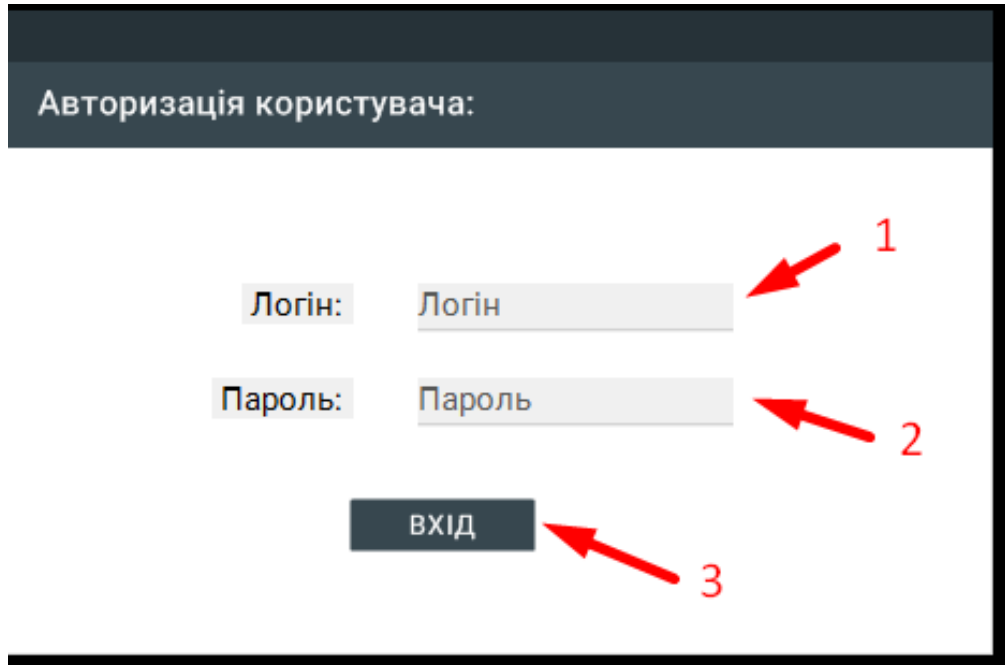 Авторизація користувача:
1
Логін: Логін
Пароль: Пароль
2
ВХІД
3